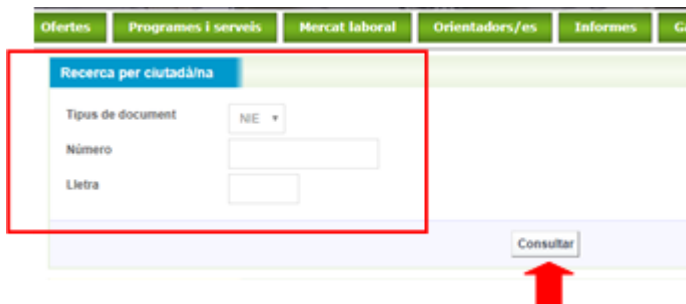 Ofertes Programes i serveis Mercat laboral Orientadors/es Informes
Recerca per ciutadà/na
Tipus de document NIE
Número
Lletra
Consultar